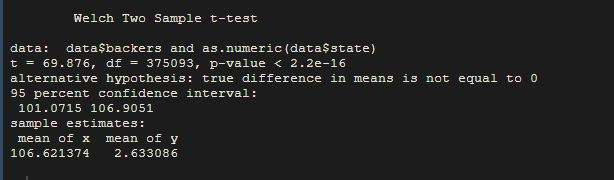 Welch Two Sample t-test
data: data$backers and as.numeric(data$state)
t = 69.876, df = 375093, p-value < 2.2e-16
alternative hypothesis: true difference in means is not equal to 0
95 percent confidence interval:
101.0715 106.9051
sample estimates:
mean of x mean of y
106.621374 2.633086